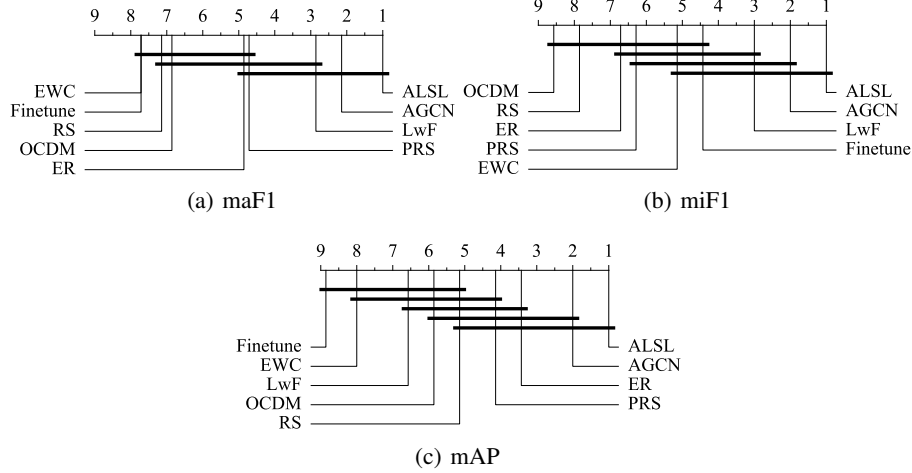 9 8 7 6 5 4 3 2 1
EWC ALSL
Finetune AGCN
RS LwF
OCDM PRS
ER
(a) maF1
9 8 7 6 5 4 3 2 1
OCDM ALSL
RS AGCN
ER LwF
PRS Finetune
EWC
(b) miF1
9 8 7 6 5 4 3 2 1
Finetune ALSL
EWC AGCN
LwF ER
OCDM PRS
RS
(c) mAP